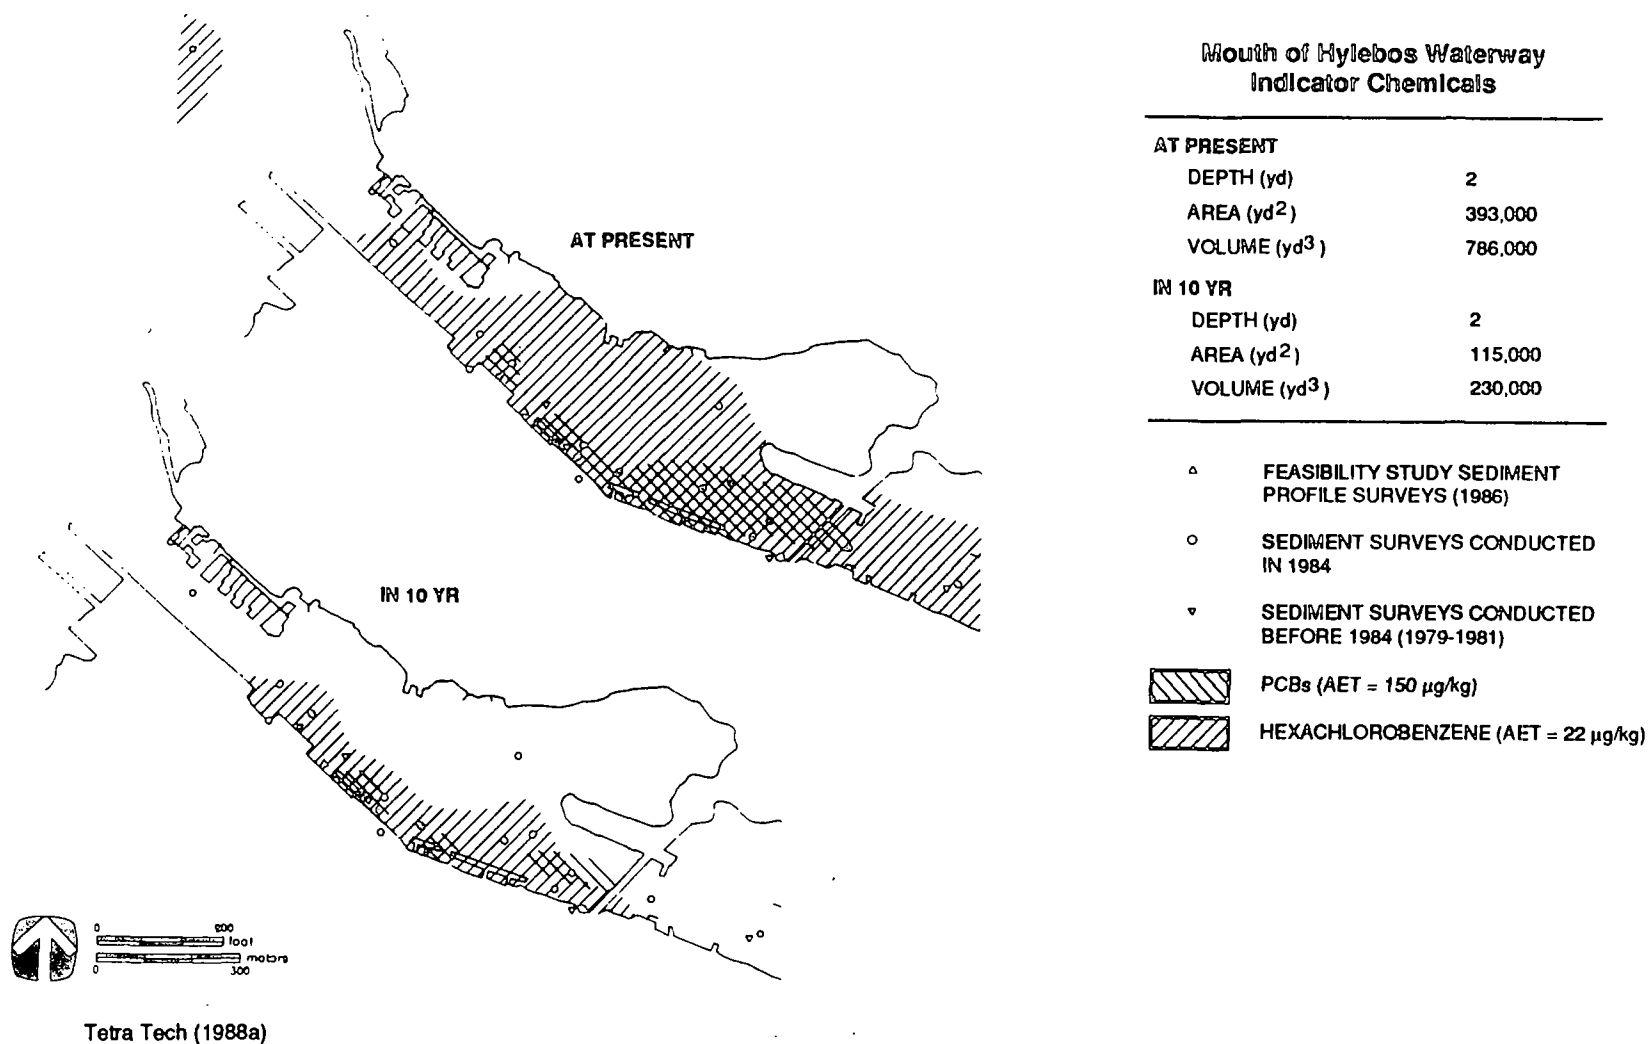 Mouth of Hylebos Waterway
Indicator Chemicals
AT PRESENT
DEPTH (yd) 2
AREA (yd2) 393,000
VOLUME (yd3) 786,000
IN 10 YR
DEPTH (yd) 2
AREA (yd2) 115,000
VOLUME (yd3) 230,000
FEASIBILITY STUDY SEDIMENT
PROFILE SURVEYS (1986)
SEDIMENT SURVEYS CONDUCTED
IN 1984
SEDIMENT SURVEYS CONDUCTED
BEFORE 1984 (1979-1981)
PCBs (AET = 150 µg/kg)
HEXACHLOROBENZENE (AET = 22 µg/kg)
AT PRESENT
IN 10 YR
0
meters
0 300
Tetra Tech (1988a)